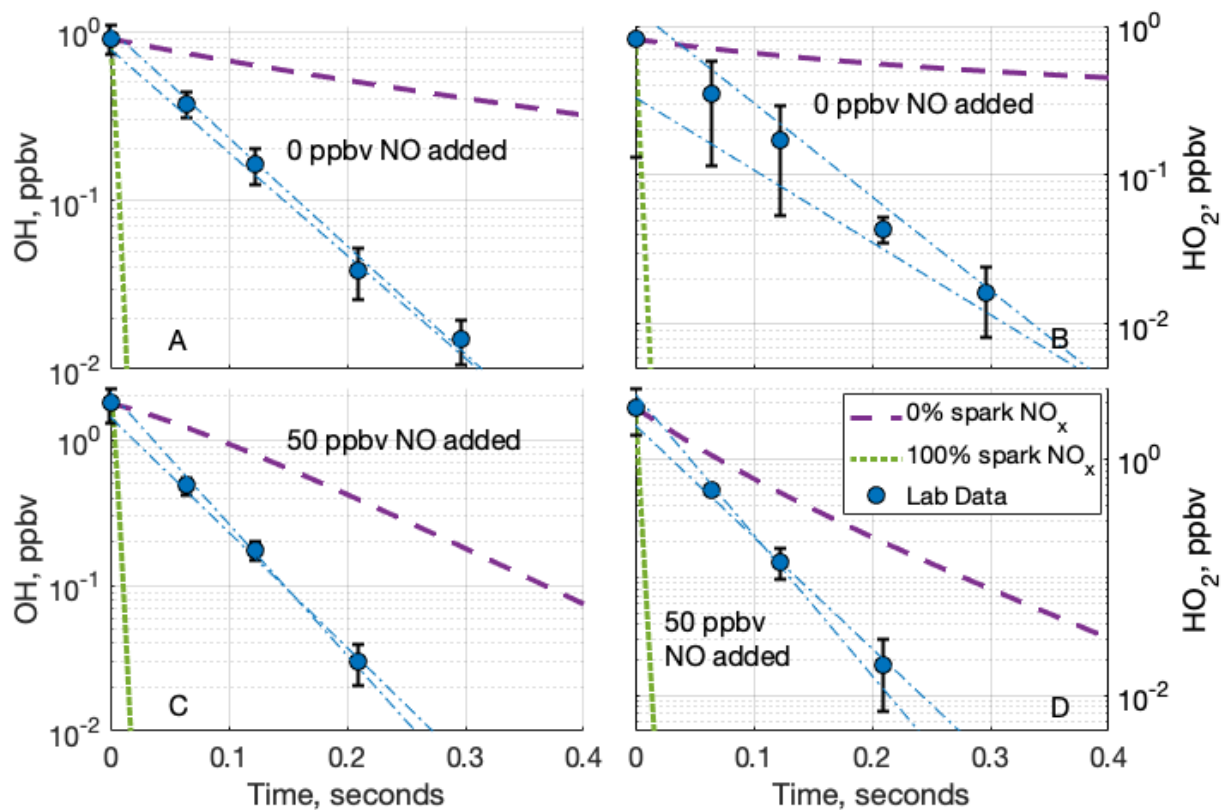 10⁰
10⁻¹
10⁻²
OH, ppbv
0 ppbv NO added
A
10⁰
10⁻¹
10⁻²
HO₂, ppbv
0 ppbv NO added
B
10⁰
10⁻¹
10⁻²
OH, ppbv
50 ppbv NO added
C
0 0.1 0.2 0.3 0.4
Time, seconds
0% spark NOₓ
100% spark NOₓ
Lab Data
50 ppbv
NO added
D
10⁰
10⁻¹
10⁻²
HO₂, ppbv
0 0.1 0.2 0.3 0.4
Time, seconds